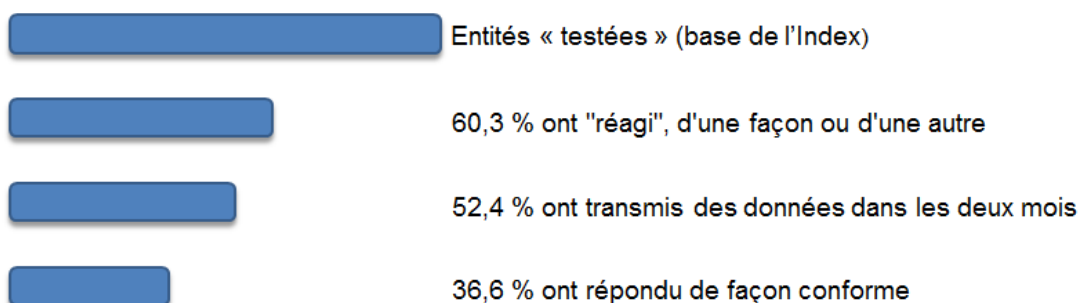 Entités « testées » (base de l'Index)
60,3 % ont "réagi", d'une façon ou d'une autre
52,4 % ont transmis des données dans les deux mois
36,6 % ont répondu de façon conforme